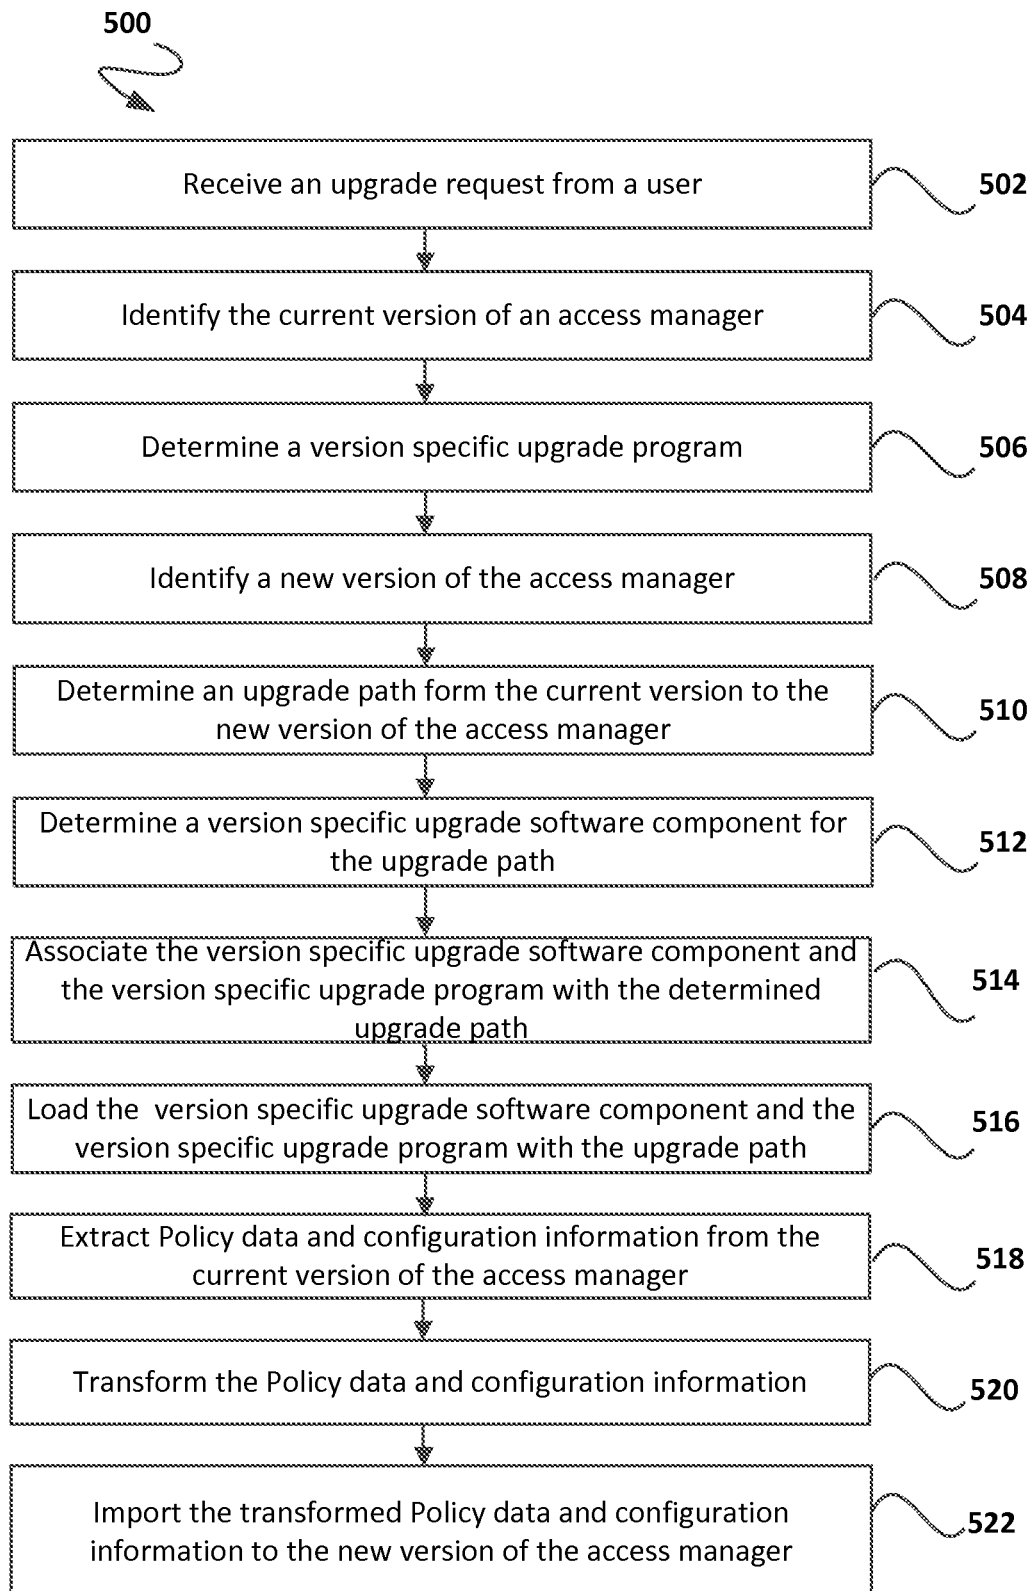 500
Receive an upgrade request from a user
502
Identify the current version of an access manager
504
Determine a version specific upgrade program
506
Identify a new version of the access manager
508
Determine an upgrade path form the current version to the
new version of the access manager
510
Determine a version specific upgrade software component for
the upgrade path
512
Associate the version specific upgrade software component and
the version specific upgrade program with the determined
upgrade path
514
Load the  version specific upgrade software component and the
version specific upgrade program with the upgrade path
516
Extract Policy data and configuration information from the
current version of the access manager
518
Transform the Policy data and configuration information
520
Import the transformed Policy data and configuration
information to the new version of the access manager
522